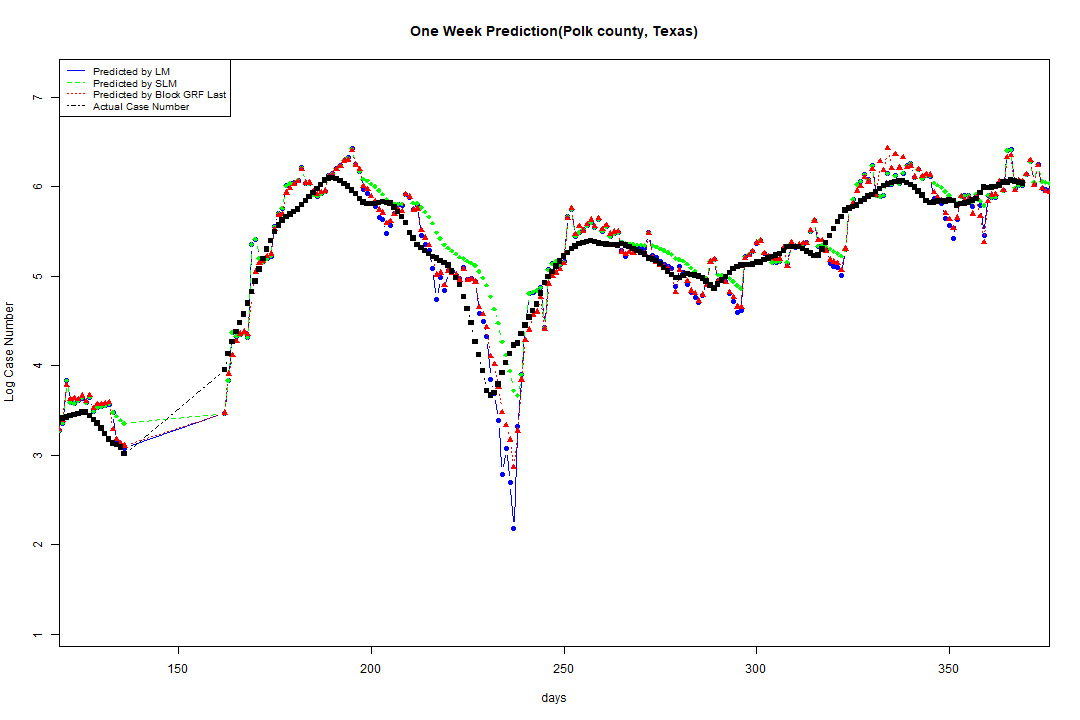 One Week Prediction(Polk county, Texas)
Predicted by LM
Predicted by SLM
Predicted by Block GRF Last
Actual Case Number
7
6
5
4
3
2
1
Log Case Number
150 200 250 300 350
days